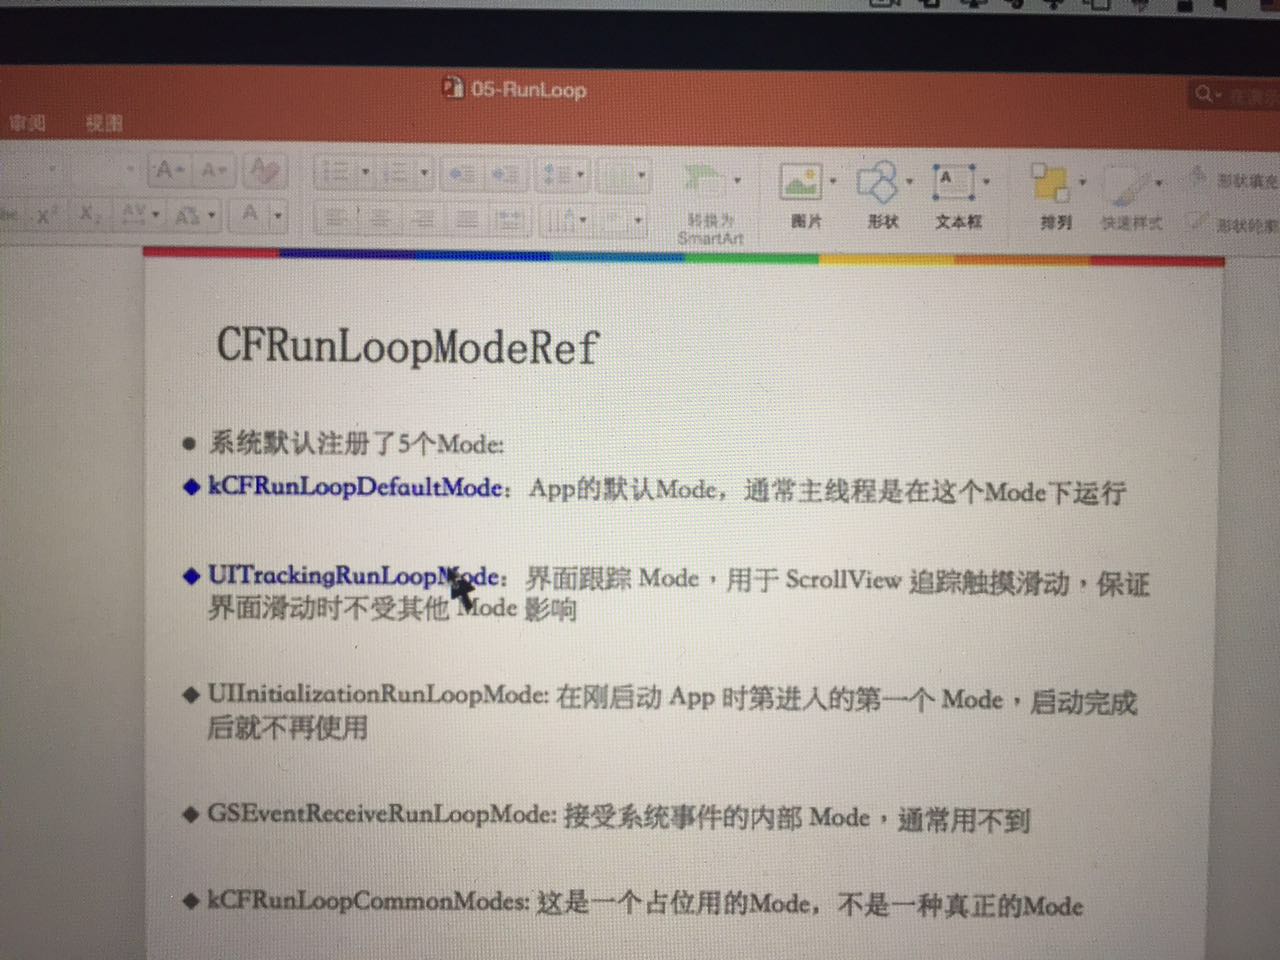 05-RunLoop
审阅 视图
A A
X² X₂ AV A
转换为
SmartArt
图片 形状 文本框 排列 快速样式 形状填充
形状轮廓
CFRunLoopModeRef
系统默认注册了5个Mode:
kCFRunLoopDefaultMode：App的默认Mode，通常主线程是在这个Mode下运行
UITrackingRunLoopMode：界面跟踪 Mode，用于 ScrollView 追踪触摸滑动，保证
界面滑动时不受其他 Mode 影响
UIInitializationRunLoopMode: 在刚启动 App 时第进入的第一个 Mode，启动完成
后就不再使用
GSEventReceiveRunLoopMode: 接受系统事件的内部 Mode，通常用不到
kCFRunLoopCommonModes: 这是一个占位用的Mode，不是一种真正的Mode